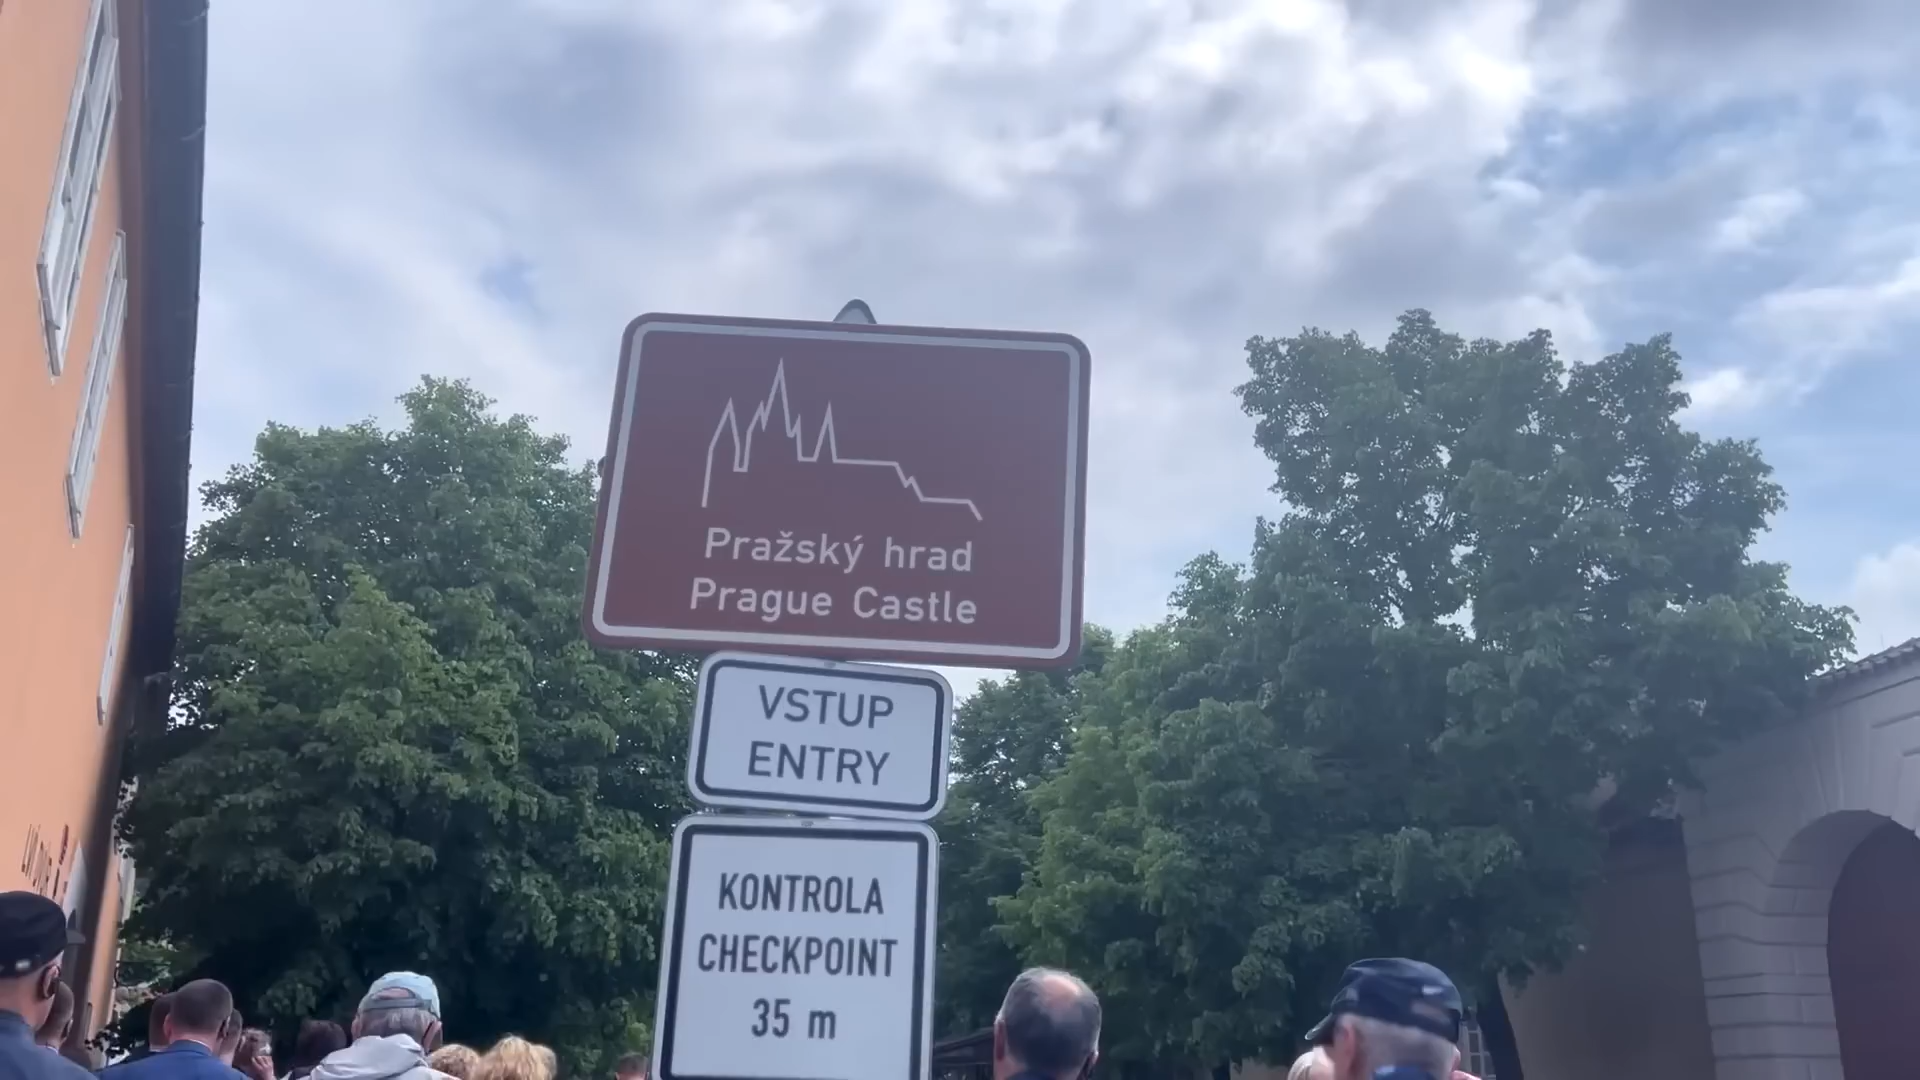 Pražský hrad
Prague Castle
VSTUP
ENTRY
KONTROLA
CHECKPOINT
35 m